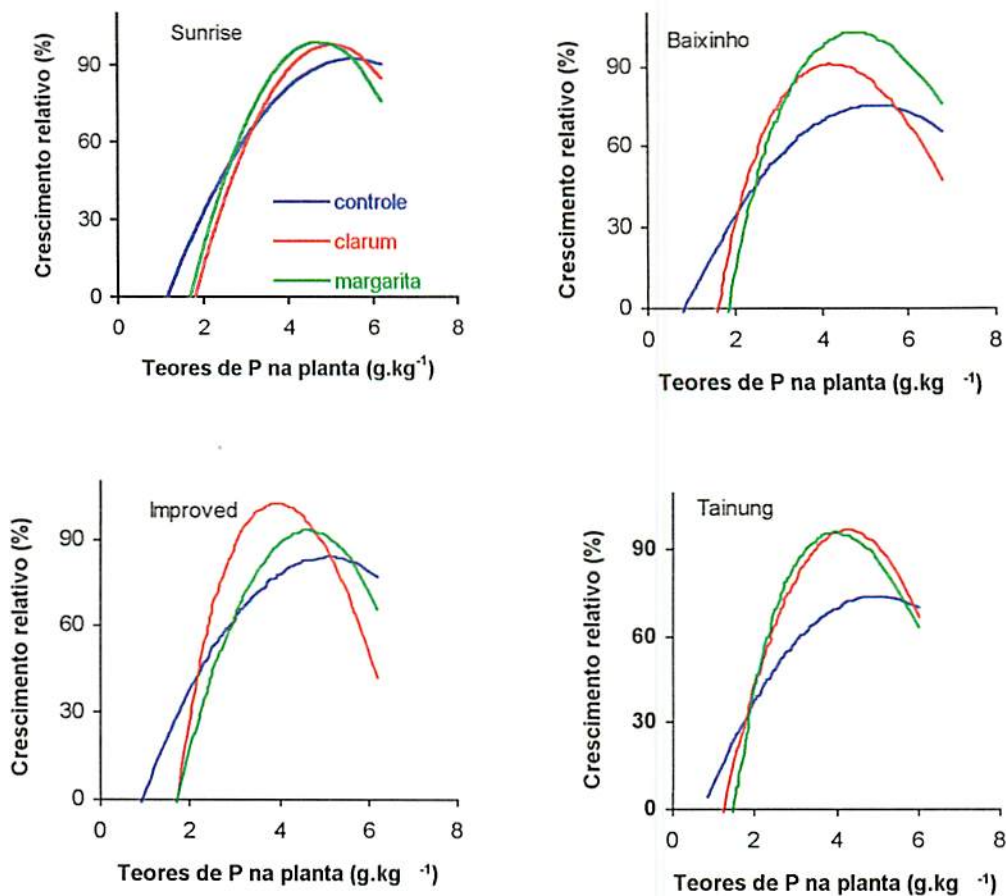 Sunrise
Crescimento relativo (%)
90
60
30
0
controle
clarum
margarita
0 2 4 6 8
Teores de P na planta (g.kg⁻¹)
Baixinho
Crescimento relativo (%)
90
60
30
0
0 2 4 6 8
Teores de P na planta (g.kg ⁻¹)
Improved
Crescimento relativo (%)
90
60
30
0
0 2 4 6 8
Teores de P na planta (g.kg ⁻¹)
Tainung
Crescimento relativo (%)
90
60
30
0
0 2 4 6 8
Teores de P na planta (g.kg ⁻¹)